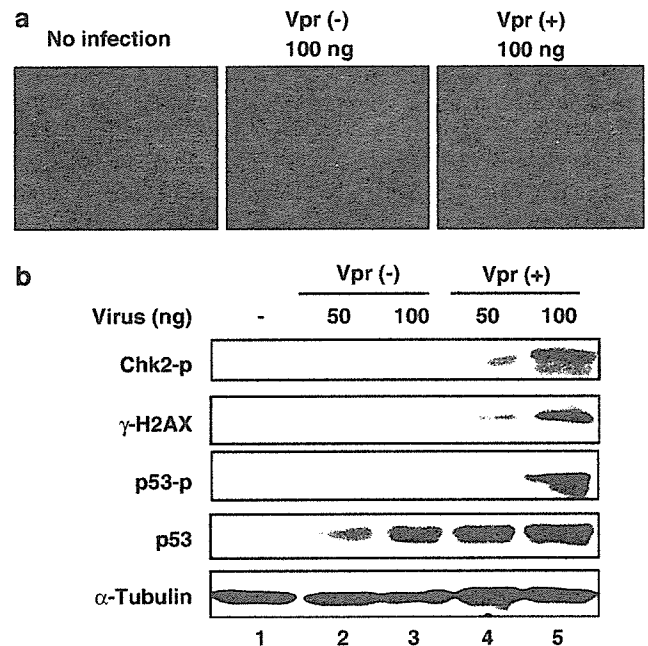 a
No infection
Vpr (-)
100 ng
Vpr (+)
100 ng
b
Vpr (-)
Vpr (+)
Virus (ng)
-
50
100
50
100
Chk2-p
γ-H2AX
p53-p
p53
α-Tubulin
1
2
3
4
5